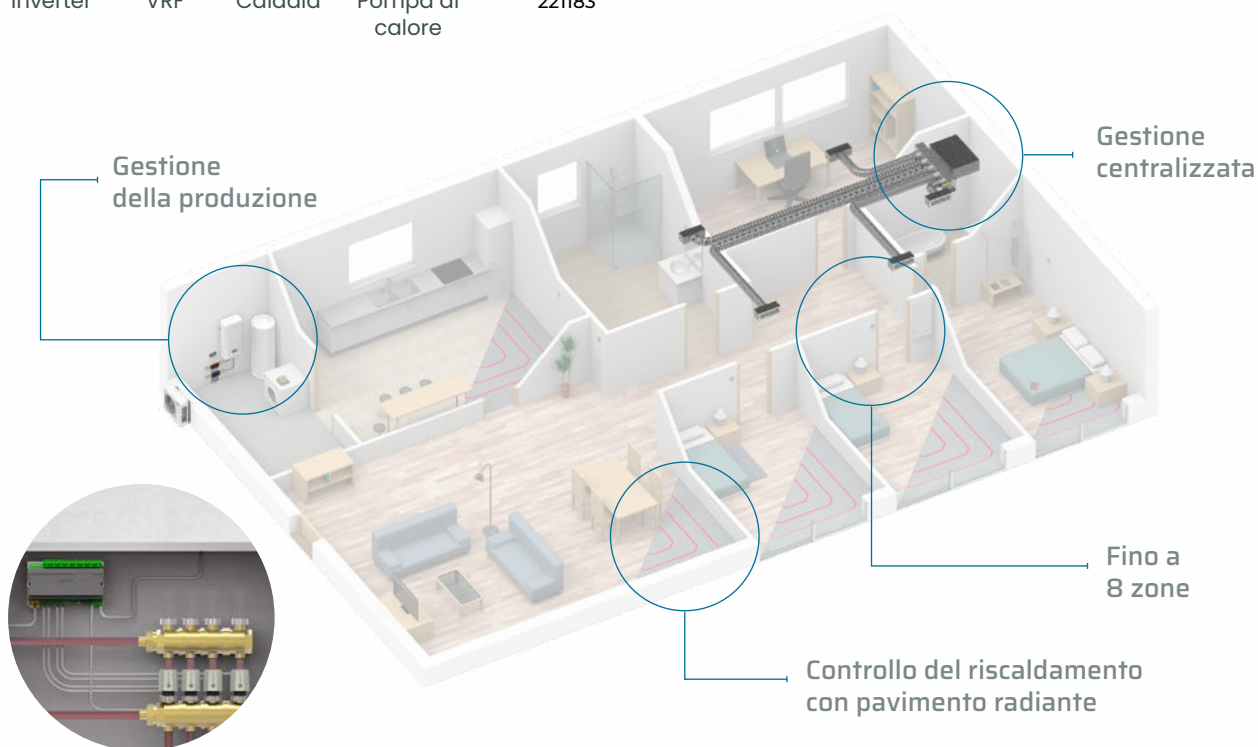 Inverter VRF Caldaia Pompa di 221183
calore
Gestione
centralizzata
Gestione
della produzione
Fino a
8 zone
Controllo del riscaldamento
con pavimento radiante